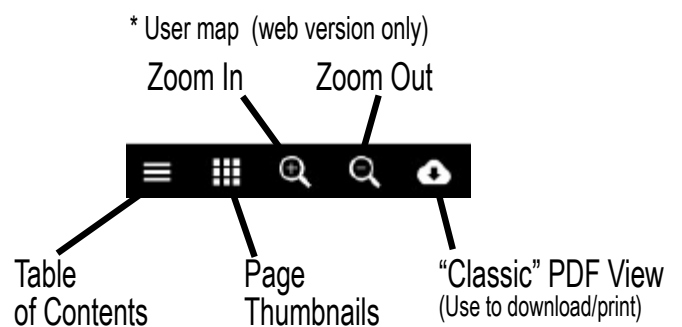 * User map (web version only)
Zoom In
Zoom Out
Table
of Contents
Page
Thumbnails
“Classic” PDF View
(Use to download/print)